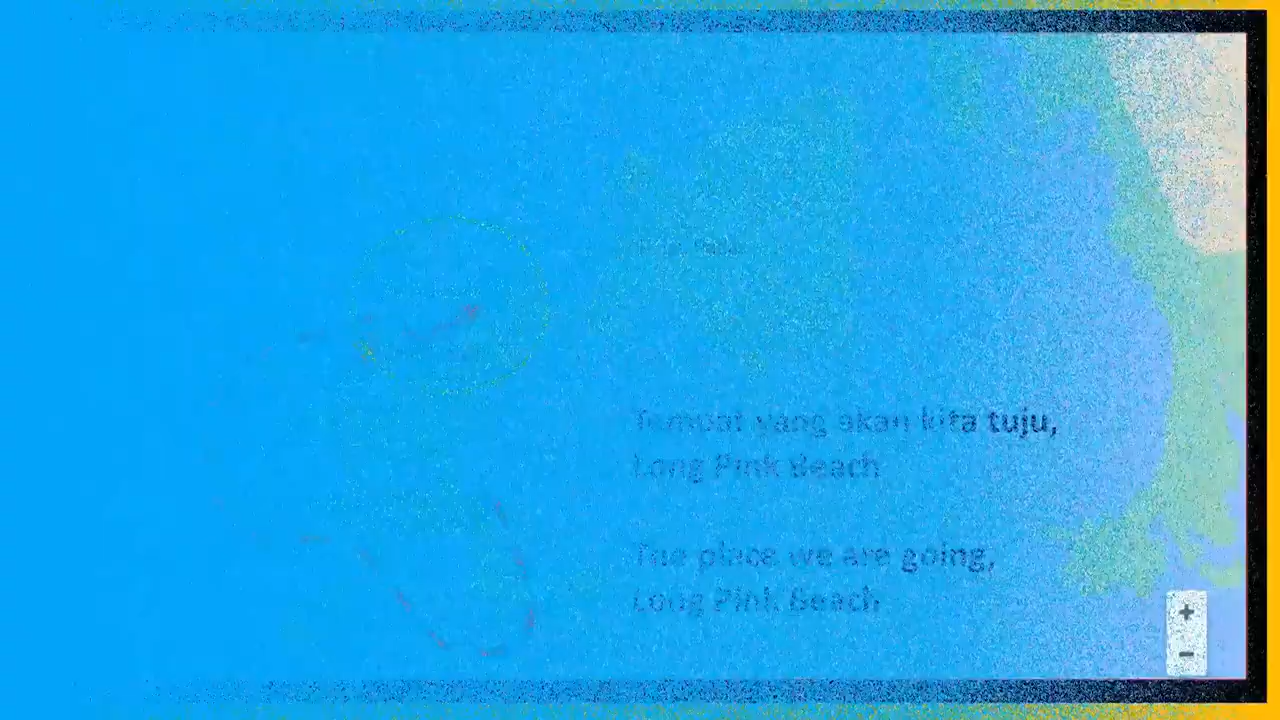 Tempat yang akan kita tuju,
Long Pink Beach
The place we are going,
Long Pink Beach
+
-